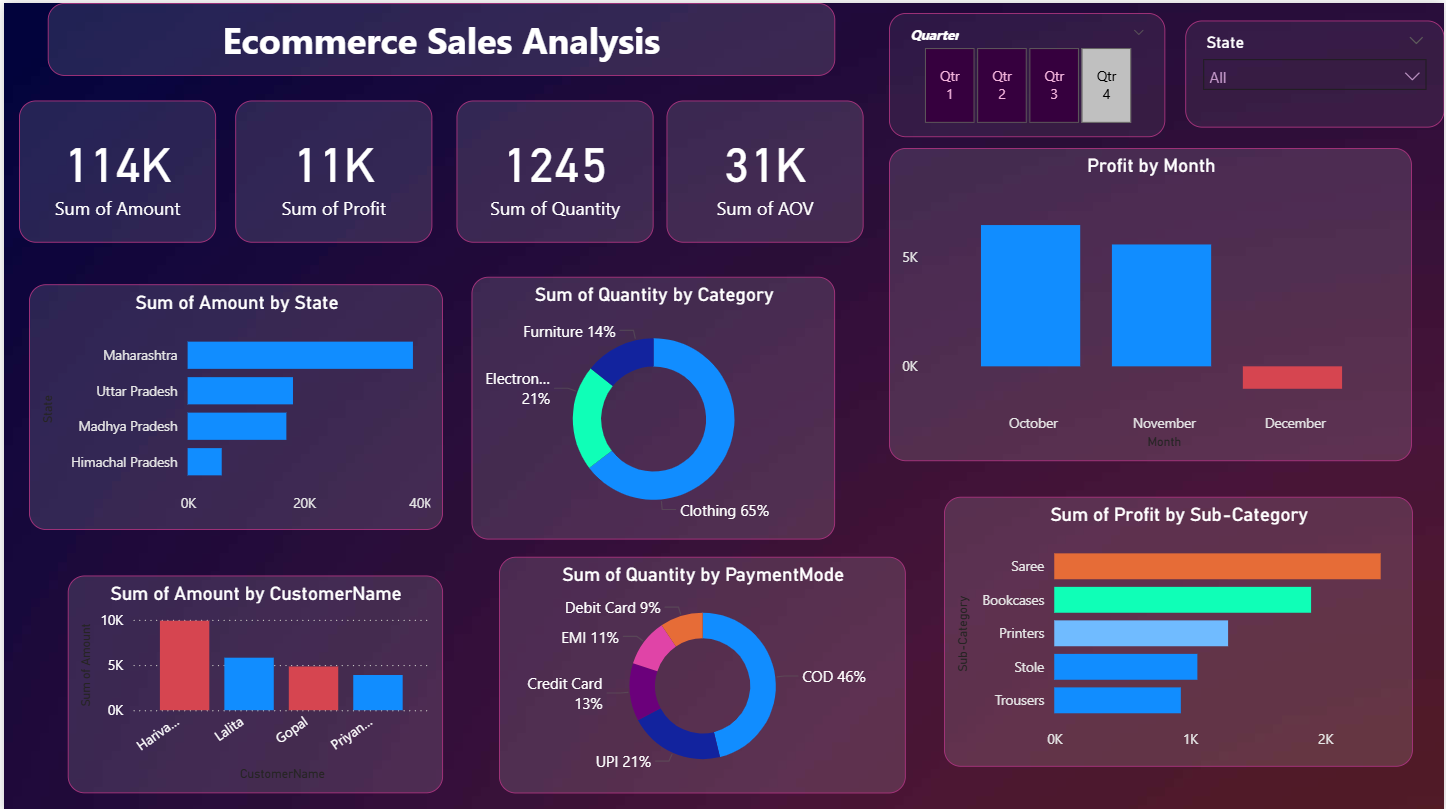 Ecommerce Sales Analysis
Quarter
Qtr
1
Qtr
2
Qtr
3
Qtr
4
State
All
114K
Sum of Amount
11K
Sum of Profit
1245
Sum of Quantity
31K
Sum of AOV
Profit by Month
5K
0K
October
November
December
Month
Sum of Amount by State
State
Maharashtra
Uttar Pradesh
Madhya Pradesh
Himachal Pradesh
0K
20K
40K
Sum of Quantity by Category
Furniture 14%
Electron...
21%
Clothing 65%
Sum of Profit by Sub-Category
Sub-Category
Saree
Bookcases
Printers
Stole
Trousers
0K
1K
2K
Sum of Amount by CustomerName
Sum of Amount
10K
5K
0K
Hariva...
Lalita
Gopal
Priyan...
CustomerName
Sum of Quantity by PaymentMode
Debit Card 9%
EMI 11%
Credit Card
13%
UPI 21%
COD 46%